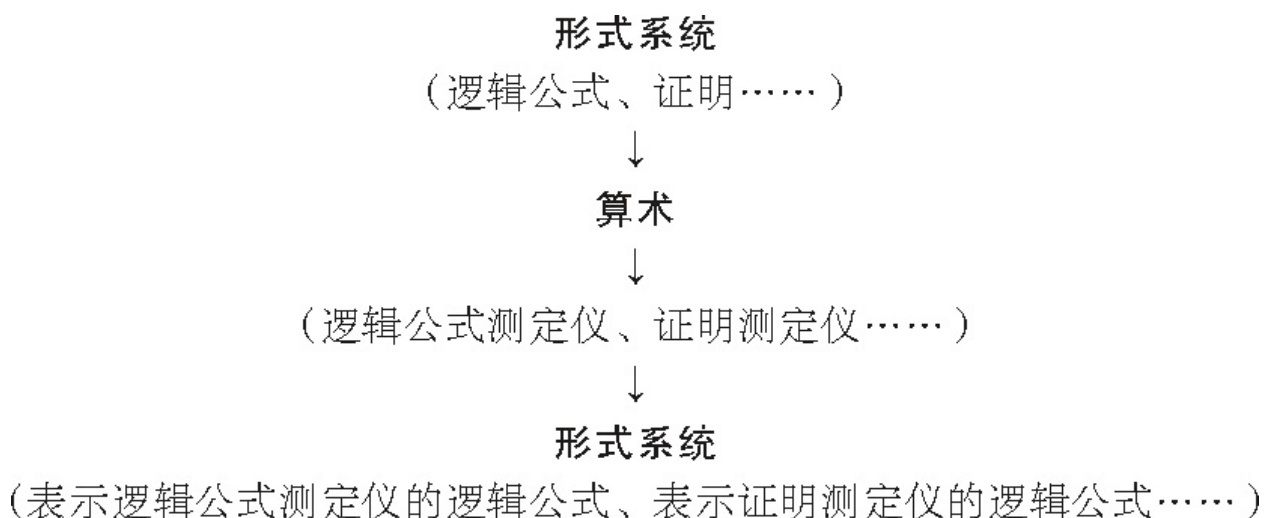 形式系统
（逻辑公式、证明……）
↓
算术
↓
（逻辑公式测定仪、证明测定仪……）
↓
形式系统
（表示逻辑公式测定仪的逻辑公式、表示证明测定仪的逻辑公式……）